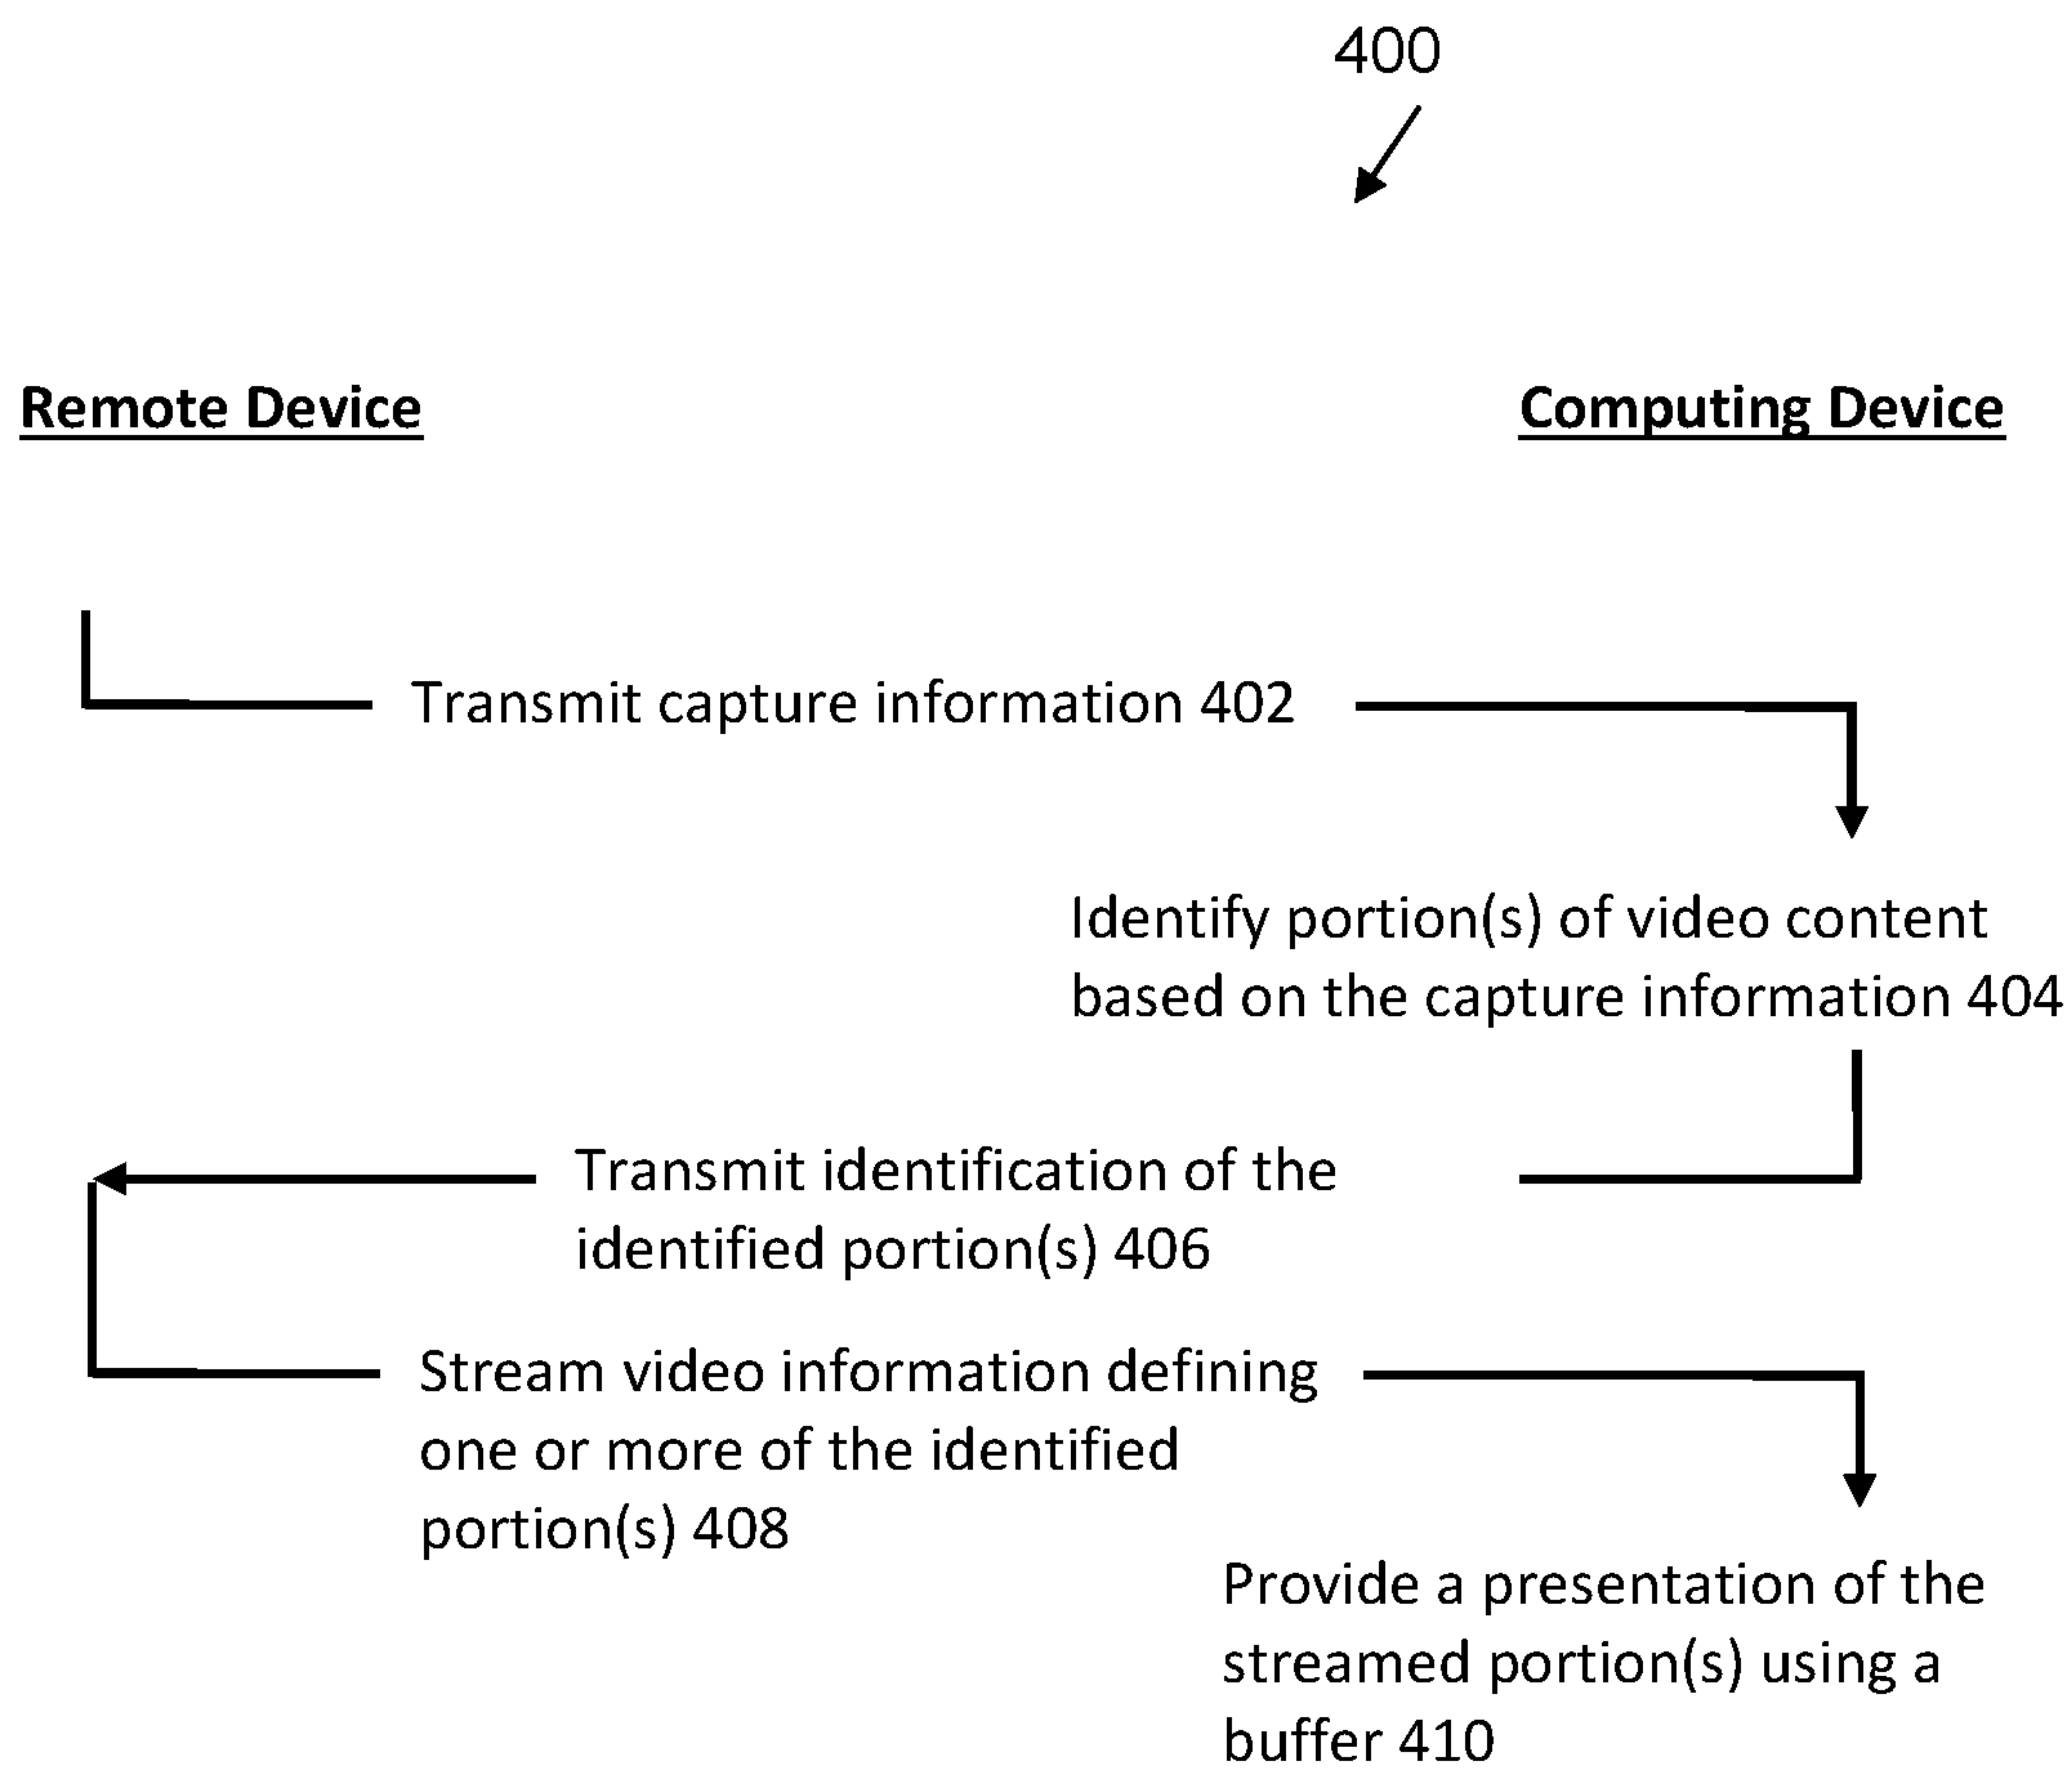 400
Remote Device
Computing Device
Transmit capture information 402
Identify portion(s) of video content
based on the capture information 404
Transmit identification of the
identified portion(s) 406
Stream video information defining
one or more of the identified
portion(s) 408
Provide a presentation of the
streamed portion(s) using a
buffer 410